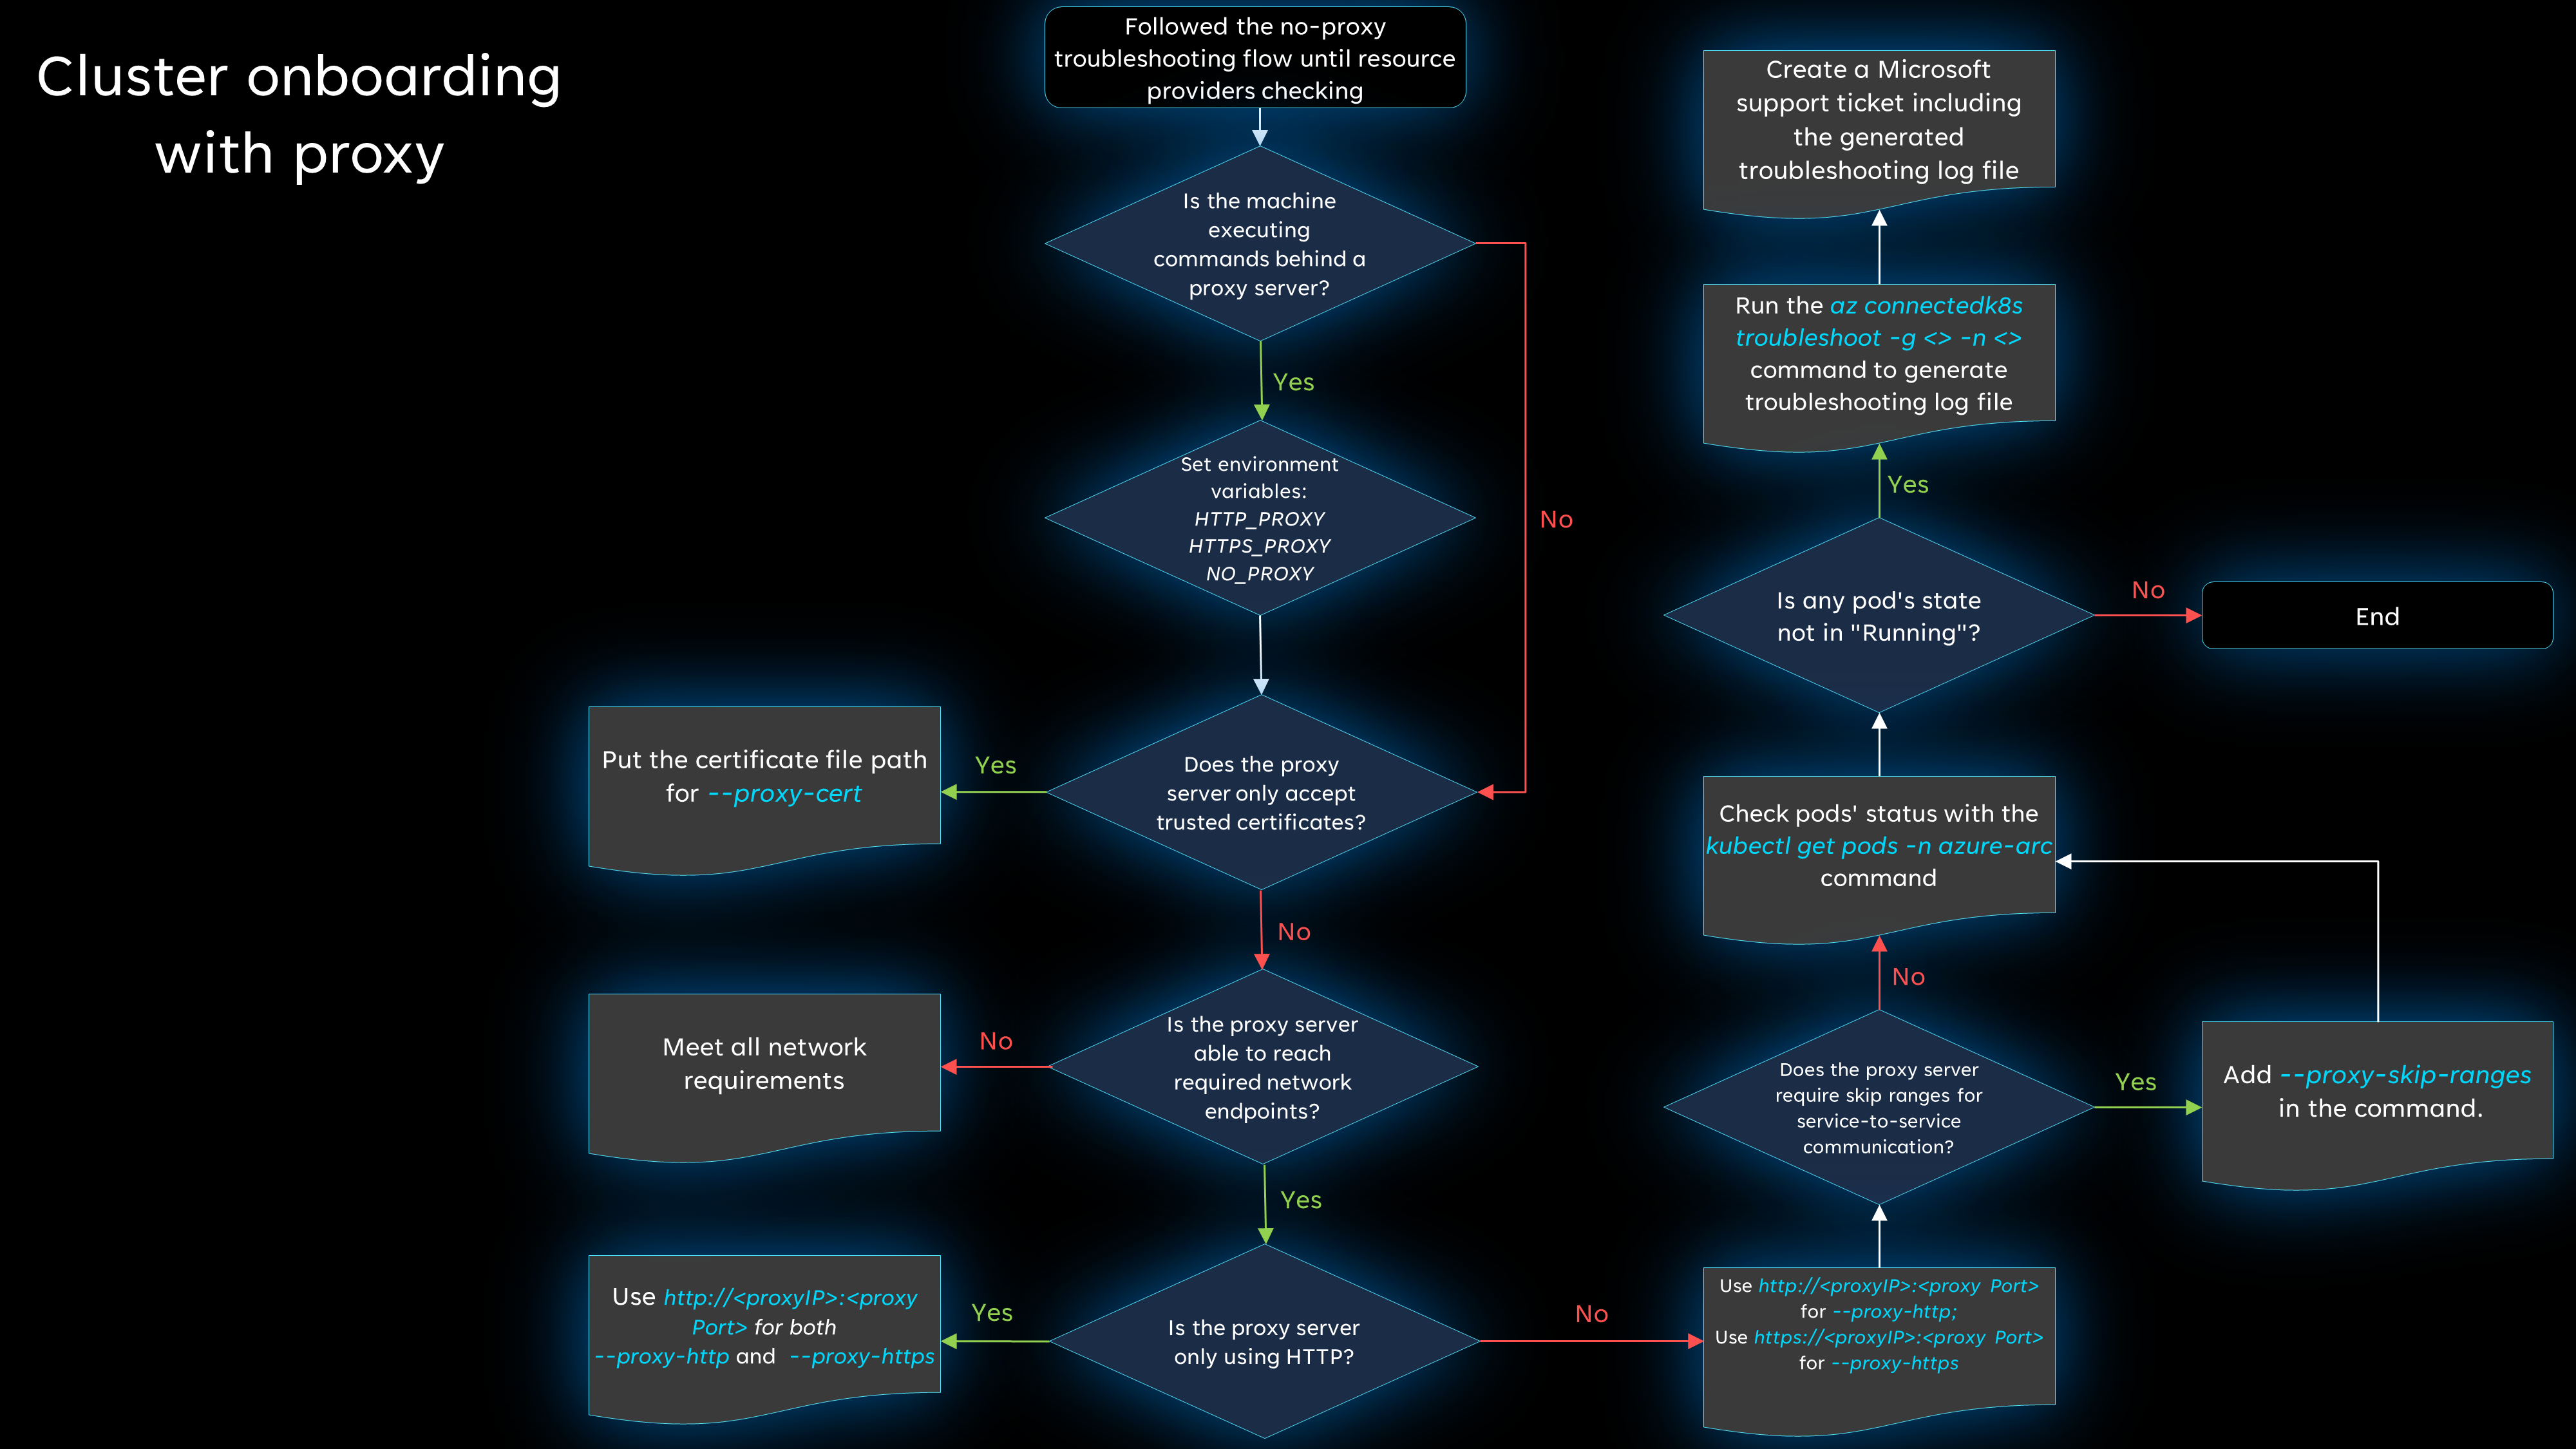 Cluster onboarding
with proxy
Followed the no-proxy
troubleshooting flow until resource
providers checking
Is the machine
executing
commands behind a
proxy server?
No
Yes
Set environment
variables:
HTTP_PROXY
HTTPS_PROXY
NO_PROXY
Does the proxy
server only accept
trusted certificates?
Yes
Put the certificate file path
for --proxy-cert
No
Is the proxy server
able to reach
required network
endpoints?
No
Meet all network
requirements
Yes
Is the proxy server
only using HTTP?
Yes
Use http://<proxyIP>:<proxy
Port> for both
--proxy-http and --proxy-https
No
Use http://<proxyIP>:<proxy Port>
for --proxy-http;
Use https://<proxyIP>:<proxy Port>
for --proxy-https
Does the proxy server
require skip ranges for
service-to-service
communication?
Yes
Add --proxy-skip-ranges
in the command.
No
Check pods' status with the
kubectl get pods -n azure-arc
command
Is any pod's state
not in "Running"?
No
End
Yes
Run the az connectedk8s
troubleshoot -g <> -n <>
command to generate
troubleshooting log file
Create a Microsoft
support ticket including
the generated
troubleshooting log file